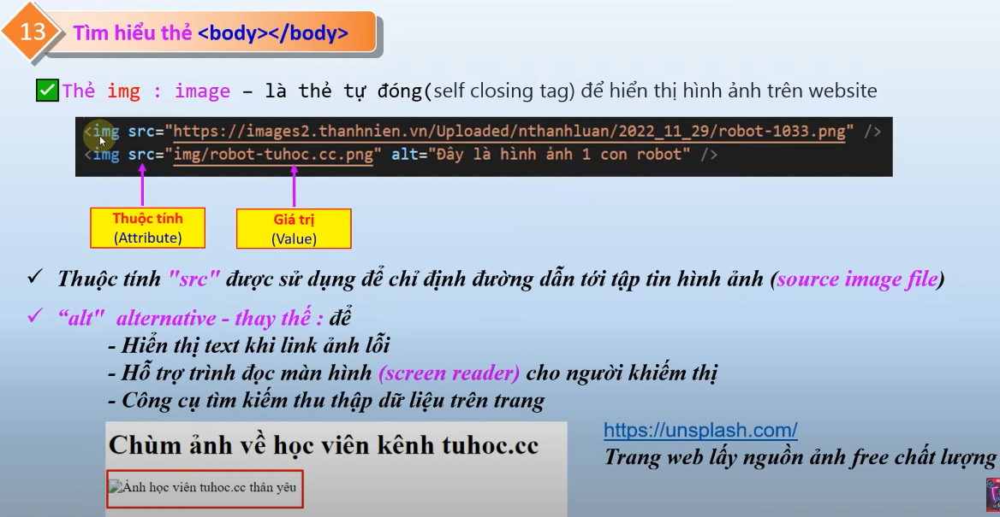 13
Tìm hiểu thẻ <body></body>
Thẻ img : image – là thẻ tự đóng(self closing tag) để hiển thị hình ảnh trên website
<img src="https://images2.thanhnien.vn/Uploaded/nthanhluan/2022_11_29/robot-1033.png" />
<img src="img/robot-tuhoc.cc.png" alt="Đây là hình ảnh 1 con robot" />
Thuộc tính
(Attribute)
Giá trị
(Value)
✓ Thuộc tính "src" được sử dụng để chỉ định đường dẫn tới tập tin hình ảnh (source image file)
✓ “alt" alternative - thay thế : để
- Hiển thị text khi link ảnh lỗi
- Hỗ trợ trình đọc màn hình (screen reader) cho người khiếm thị
- Công cụ tìm kiếm thu thập dữ liệu trên trang
Chùm ảnh về học viên kênh tuhoc.cc
Ảnh học viên tuhoc.cc thân yêu
https://unsplash.com/
Trang web lấy nguồn ảnh free chất lượng